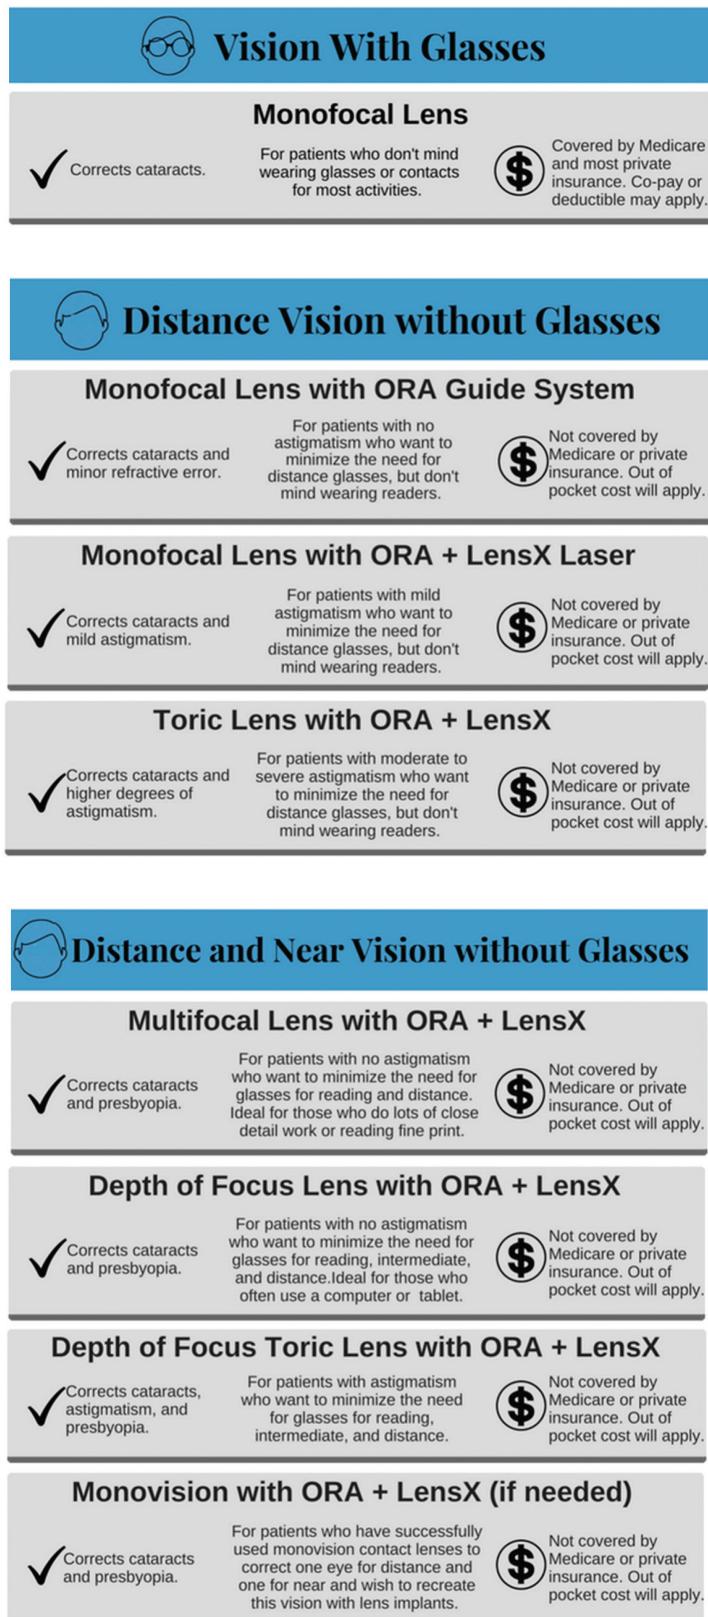 Vision With Glasses
Monofocal Lens
Corrects cataracts.
For patients who don't mind
wearing glasses or contacts
for most activities.
Covered by Medicare
and most private
insurance. Co-pay or
deductible may apply.
Distance Vision without Glasses
Monofocal Lens with ORA Guide System
Corrects cataracts and
minor refractive error.
For patients with no
astigmatism who want to
minimize the need for
distance glasses, but don't
mind wearing readers.
Not covered by
Medicare or private
insurance. Out of
pocket cost will apply.
Monofocal Lens with ORA + LensX Laser
Corrects cataracts and
mild astigmatism.
For patients with mild
astigmatism who want to
minimize the need for
distance glasses, but don't
mind wearing readers.
Not covered by
Medicare or private
insurance. Out of
pocket cost will apply.
Toric Lens with ORA + LensX
Corrects cataracts and
higher degrees of
astigmatism.
For patients with moderate to
severe astigmatism who want
to minimize the need for
distance glasses, but don't
mind wearing readers.
Not covered by
Medicare or private
insurance. Out of
pocket cost will apply.
Distance and Near Vision without Glasses
Multifocal Lens with ORA + LensX
Corrects cataracts
and presbyopia.
For patients with no astigmatism
who want to minimize the need for
glasses for reading and distance.
Ideal for those who do lots of close
detail work or reading fine print.
Not covered by
Medicare or private
insurance. Out of
pocket cost will apply.
Depth of Focus Lens with ORA + LensX
Corrects cataracts
and presbyopia.
For patients with no astigmatism
who want to minimize the need for
glasses for reading, intermediate,
and distance.Ideal for those who
often use a computer or tablet.
Not covered by
Medicare or private
insurance. Out of
pocket cost will apply.
Depth of Focus Toric Lens with ORA + LensX
Corrects cataracts,
astigmatism, and
presbyopia.
For patients with astigmatism
who want to minimize the need
for glasses for reading,
intermediate, and distance.
Not covered by
Medicare or private
insurance. Out of
pocket cost will apply.
Monovision with ORA + LensX (if needed)
Corrects cataracts
and presbyopia.
For patients who have successfully
used monovision contact lenses to
correct one eye for distance and
one for near and wish to recreate
this vision with lens implants.
Not covered by
Medicare or private
insurance. Out of
pocket cost will apply.